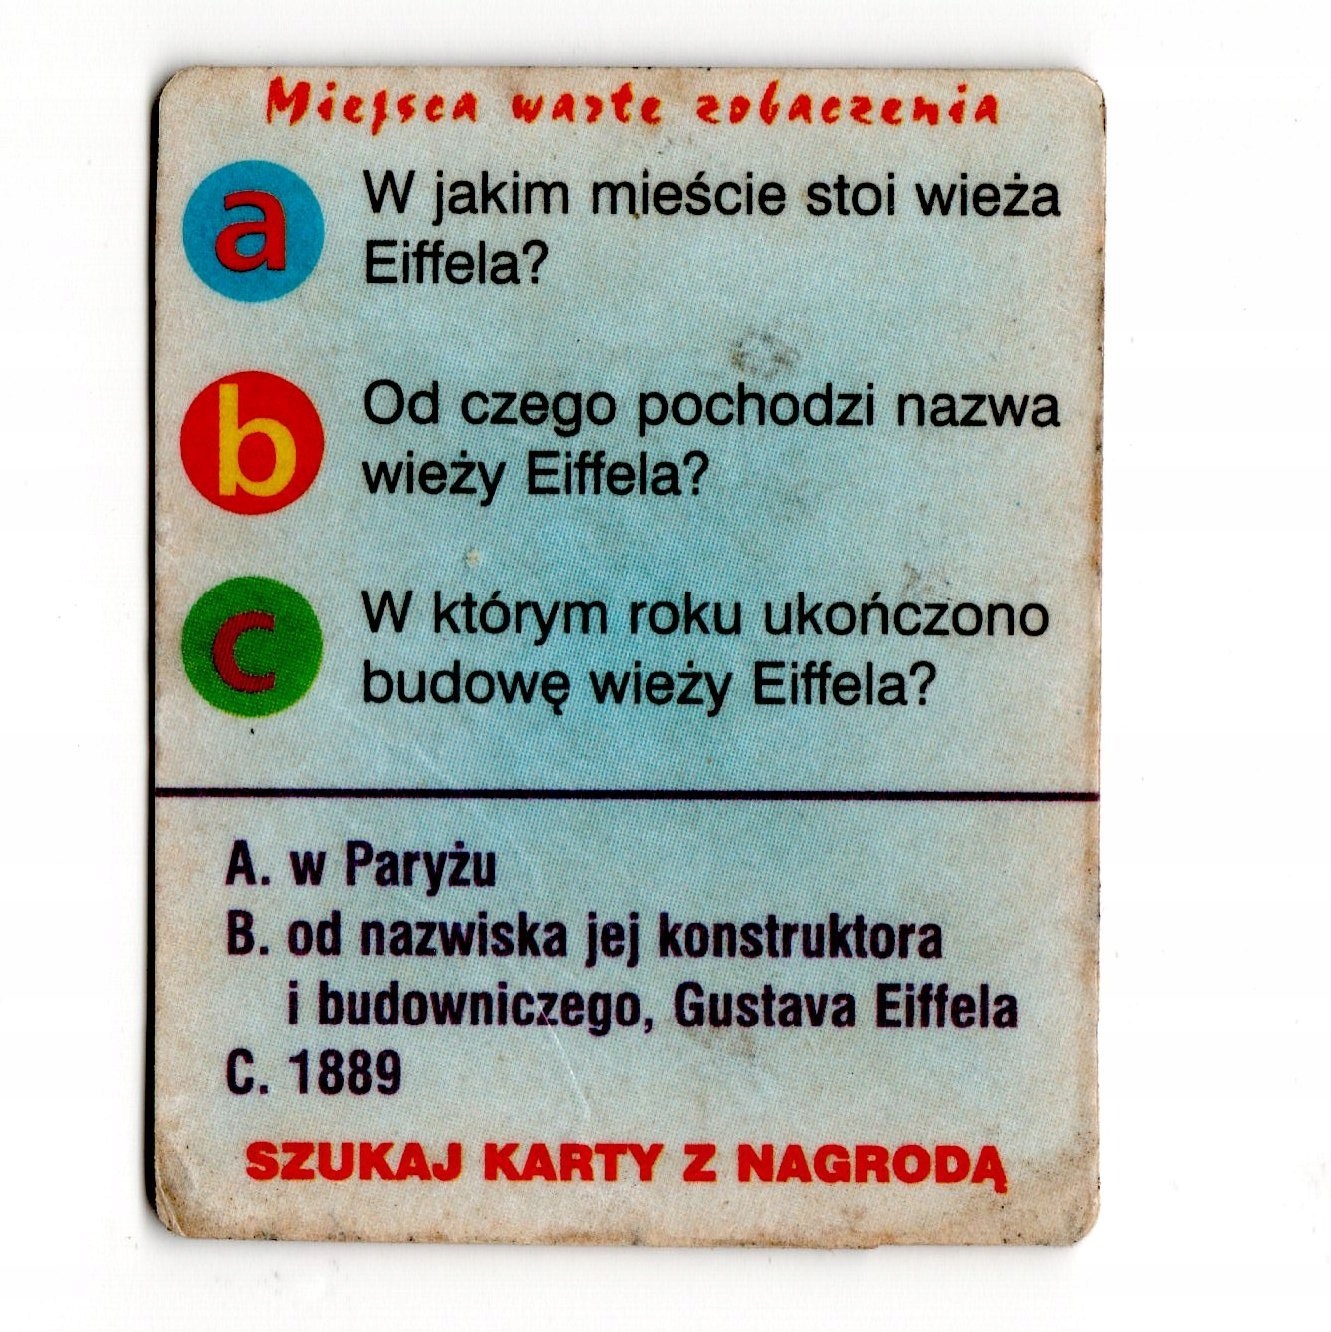 Miejsca warte zobaczenia
a W jakim mieście stoi wieża
Eiffela?
b Od czego pochodzi nazwa
wieży Eiffela?
c W którym roku ukończono
budowę wieży Eiffela?
A. w Paryżu
B. od nazwiska jej konstruktora
i budowniczego, Gustava Eiffela
C. 1889
SZUKAJ KARTY Z NAGRODĄ